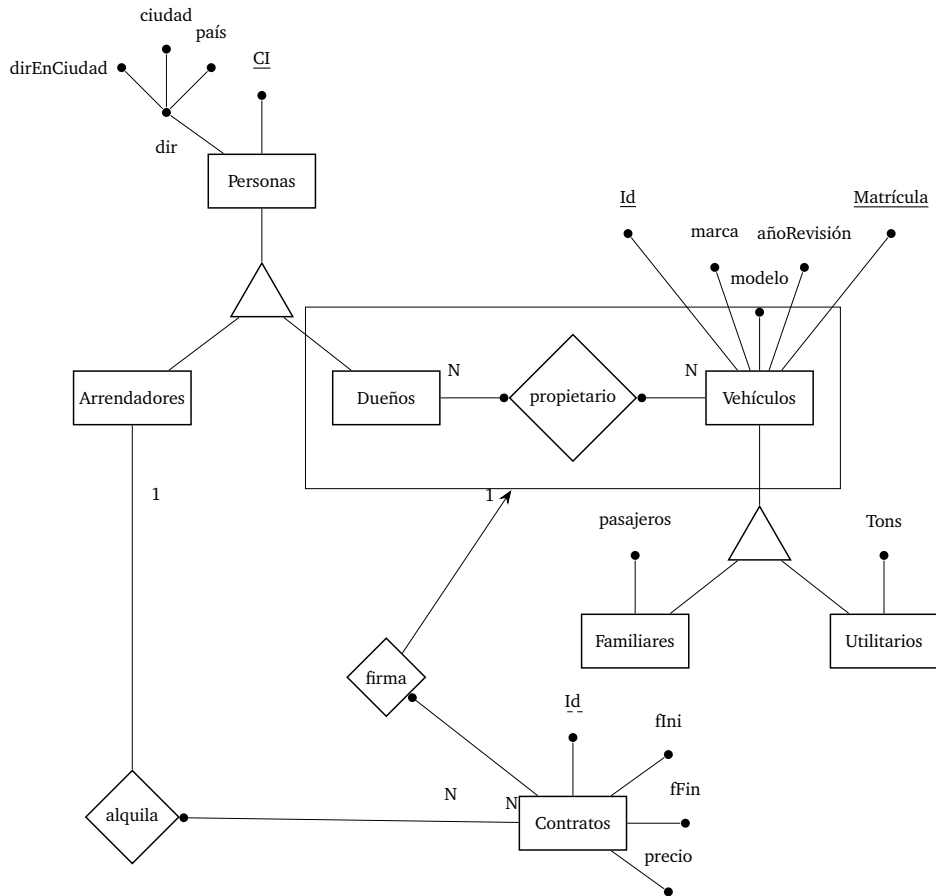 ciudad
país
dirEnCiudad
CI
dir
Personas
Id
Matrícula
marca
añoRevisión
modelo
Arrendadores
Dueños
N
propietario
N
Vehículos
1
1
pasajeros
Tons
Familiares
Utilitarios
firma
Id
fIni
fFin
N
N
alquila
Contratos
precio